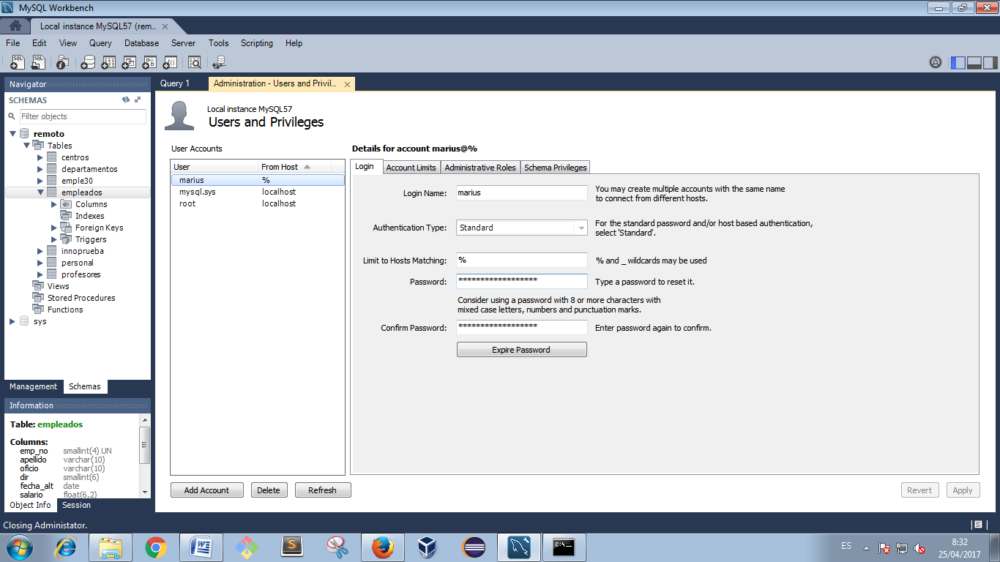 MySQL Workbench
Local instance MySQL57 (rem...
File Edit View Query Database Server Tools Scripting Help
Navigator
SCHEMAS
Filter objects
remoto
Tables
centros
departamentos
emple30
empleados
Columns
Indexes
Foreign Keys
Triggers
innoprueba
personal
profesores
Views
Stored Procedures
Functions
sys
Management Schemas
Information
Table: empleados
Columns:
emp_no smallint(4) UN
apellido varchar(10)
oficio varchar(10)
dir smallint(6)
fecha_alt date
salario float(6,2)
Object Info Session
Query 1 Administration - Users and Privil...
Local instance MySQL57
Users and Privileges
User Accounts
User From Host
marius %
mysql.sys localhost
root localhost
Add Account Delete Refresh
Details for account marius@%
Login Account Limits Administrative Roles Schema Privileges
Login Name: marius You may create multiple accounts with the same name
to connect from different hosts.
Authentication Type: Standard For the standard password and/or host based authentication,
select 'Standard'.
Limit to Hosts Matching: % % and _ wildcards may be used
Password: ****************** Type a password to reset it.
Consider using a password with 8 or more characters with
mixed case letters, numbers and punctuation marks.
Confirm Password: ****************** Enter password again to confirm.
Expire Password
Revert Apply
Closing Administator.
ES 8:32
25/04/2017